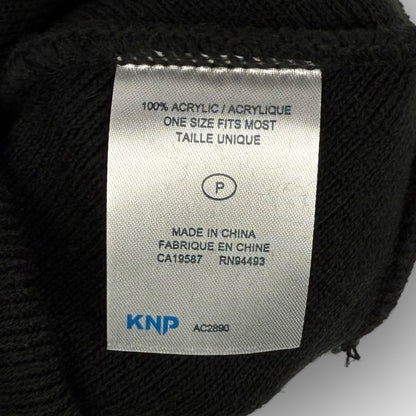 100% ACRYLIC / ACRYLIQUE
ONE SIZE FITS MOST
TAILLE UNIQUE
P
MADE IN CHINA
FABRIQUE EN CHINE
CA19587 RN94493
KNP AC2890